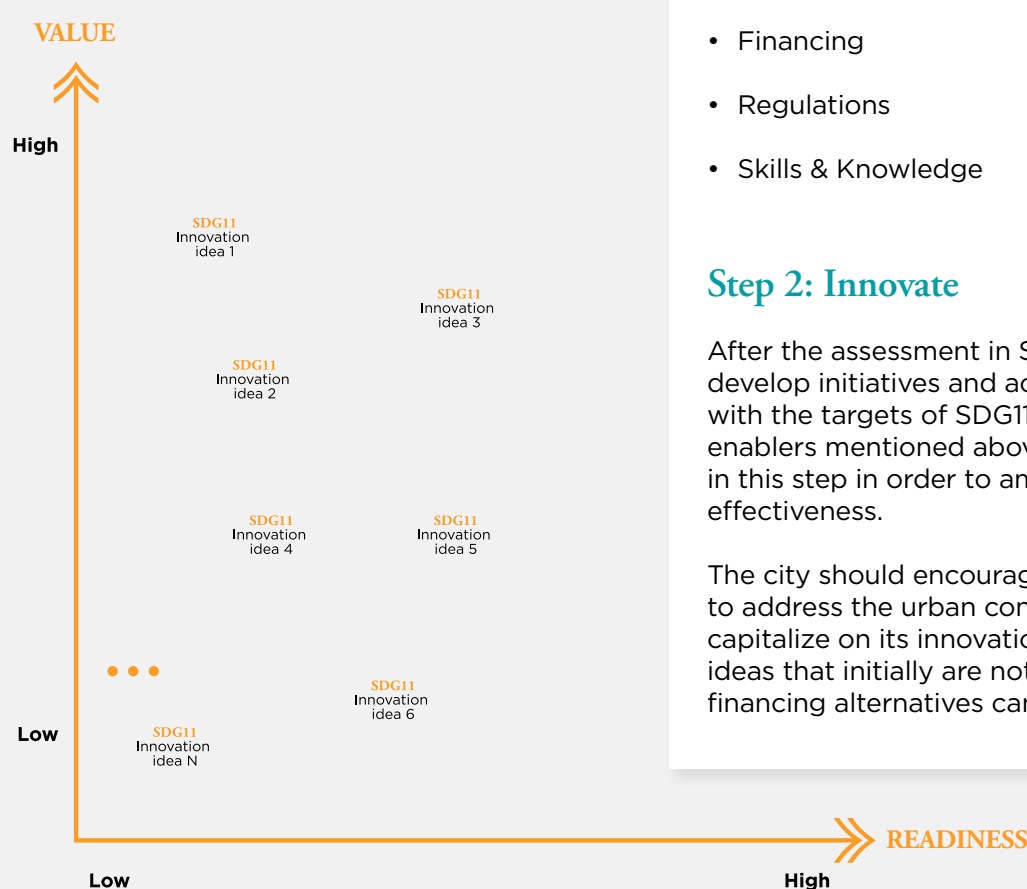 VALUE
High
SDG11
Innovation
idea 1
SDG11
Innovation
idea 3
SDG11
Innovation
idea 2
SDG11
Innovation
idea 4
SDG11
Innovation
idea 5
SDG11
Innovation
idea 6
Low
SDG11
Innovation
idea N
READINESS
Low
High
• Financing
• Regulations
• Skills & Knowledge
Step 2: Innovate
After the assessment in
develop initiatives and
with the targets of SDG11
enablers mentioned
in this step in order to
effectiveness.
The city should
to address the urban
capitalize on its
ideas that initially are
financing alternatives